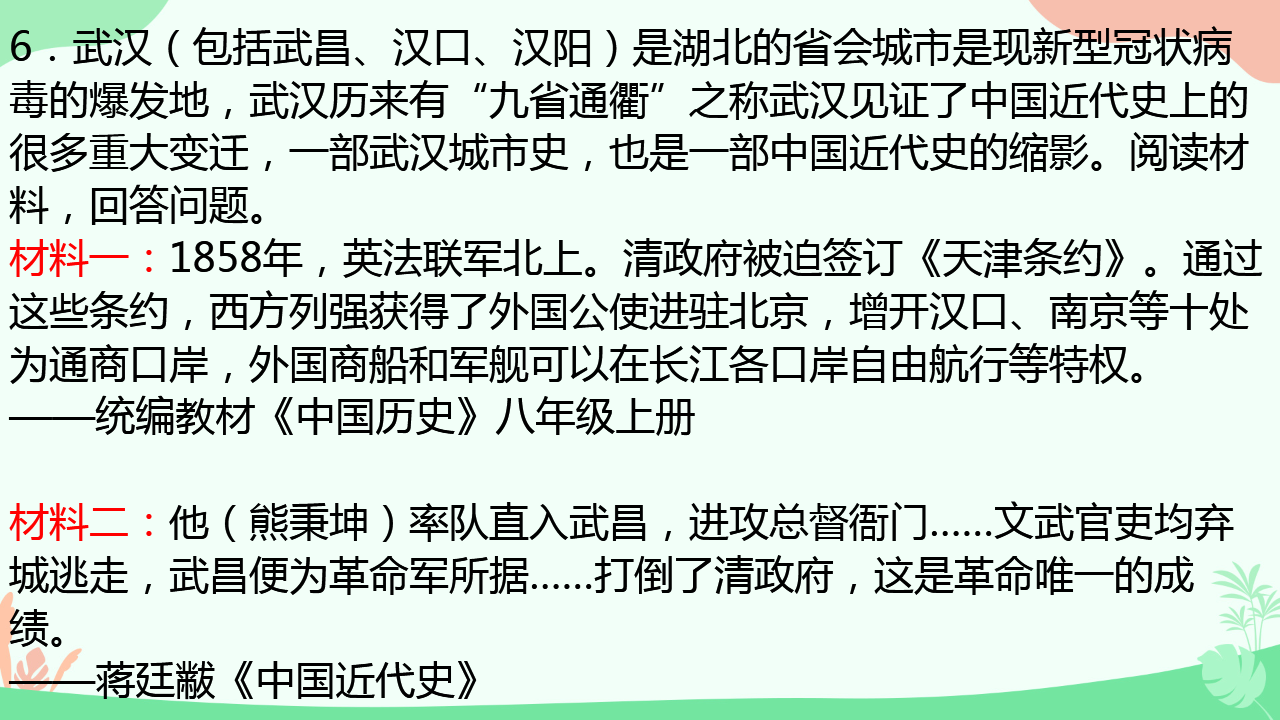 6．武汉（包括武昌、汉口、汉阳）是湖北的省会城市是现新型冠状病
毒的爆发地，武汉历来有“九省通衢”之称武汉见证了中国近代史上的
很多重大变迁，一部武汉城市史，也是一部中国近代史的缩影。阅读材
料，回答问题。
材料一：1858年，英法联军北上。清政府被迫签订《天津条约》。通过
这些条约，西方列强获得了外国公使进驻北京，增开汉口、南京等十处
为通商口岸，外国商船和军舰可以在长江各口岸自由航行等特权。
——统编教材《中国历史》八年级上册
材料二：他（熊秉坤）率队直入武昌，进攻总督衙门……文武官吏均弃
城逃走，武昌便为革命军所据……打倒了清政府，这是革命唯一的成
绩。
——蒋廷黻《中国近代史》